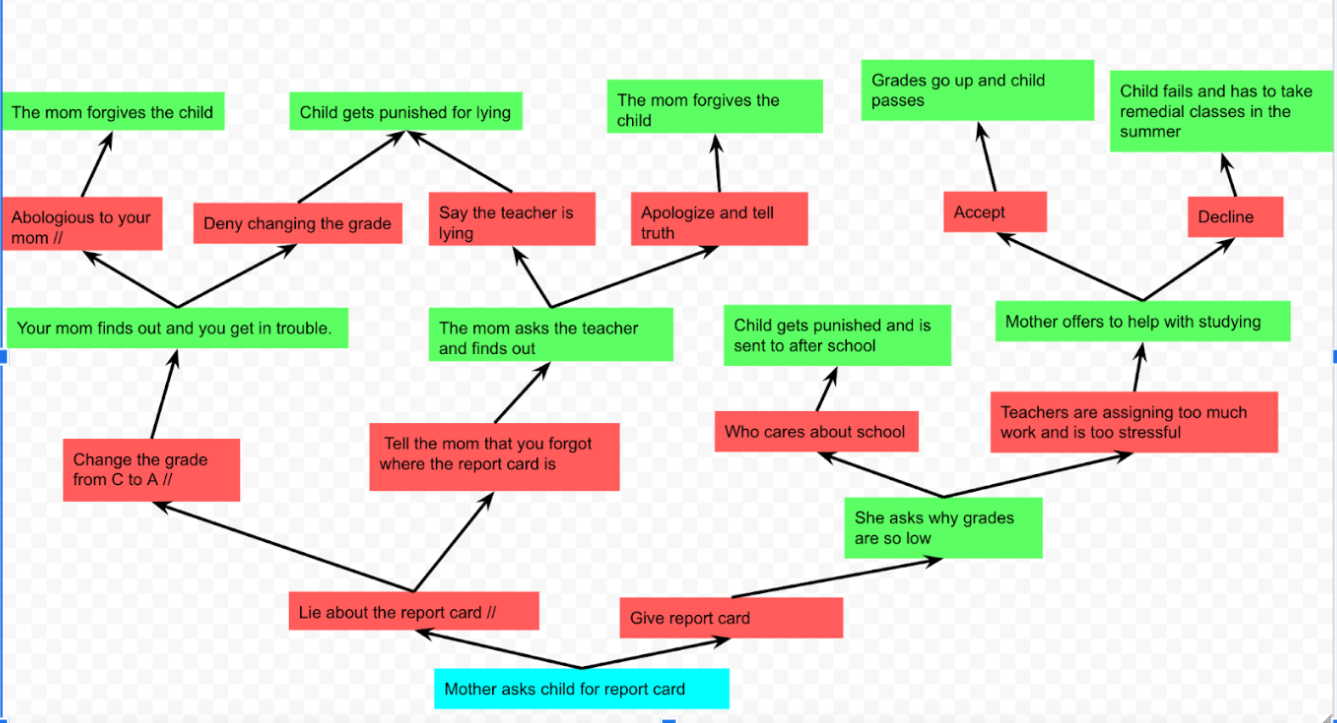 The mom forgives the child
Child gets punished for lying
The mom forgives the
child
Grades go up and child
passes
Child fails and has to take
remedial classes in the
summer
Abologious to your
mom //
Deny changing the grade
Say the teacher is
lying
Apologize and tell
truth
Accept
Decline
Your mom finds out and you get in trouble.
The mom asks the teacher
and finds out
Child gets punished and is
sent to after school
Mother offers to help with studying
Change the grade
from C to A //
Tell the mom that you forgot
where the report card is
Who cares about school
Teachers are assigning too much
work and is too stressful
She asks why grades
are so low
Lie about the report card //
Give report card
Mother asks child for report card